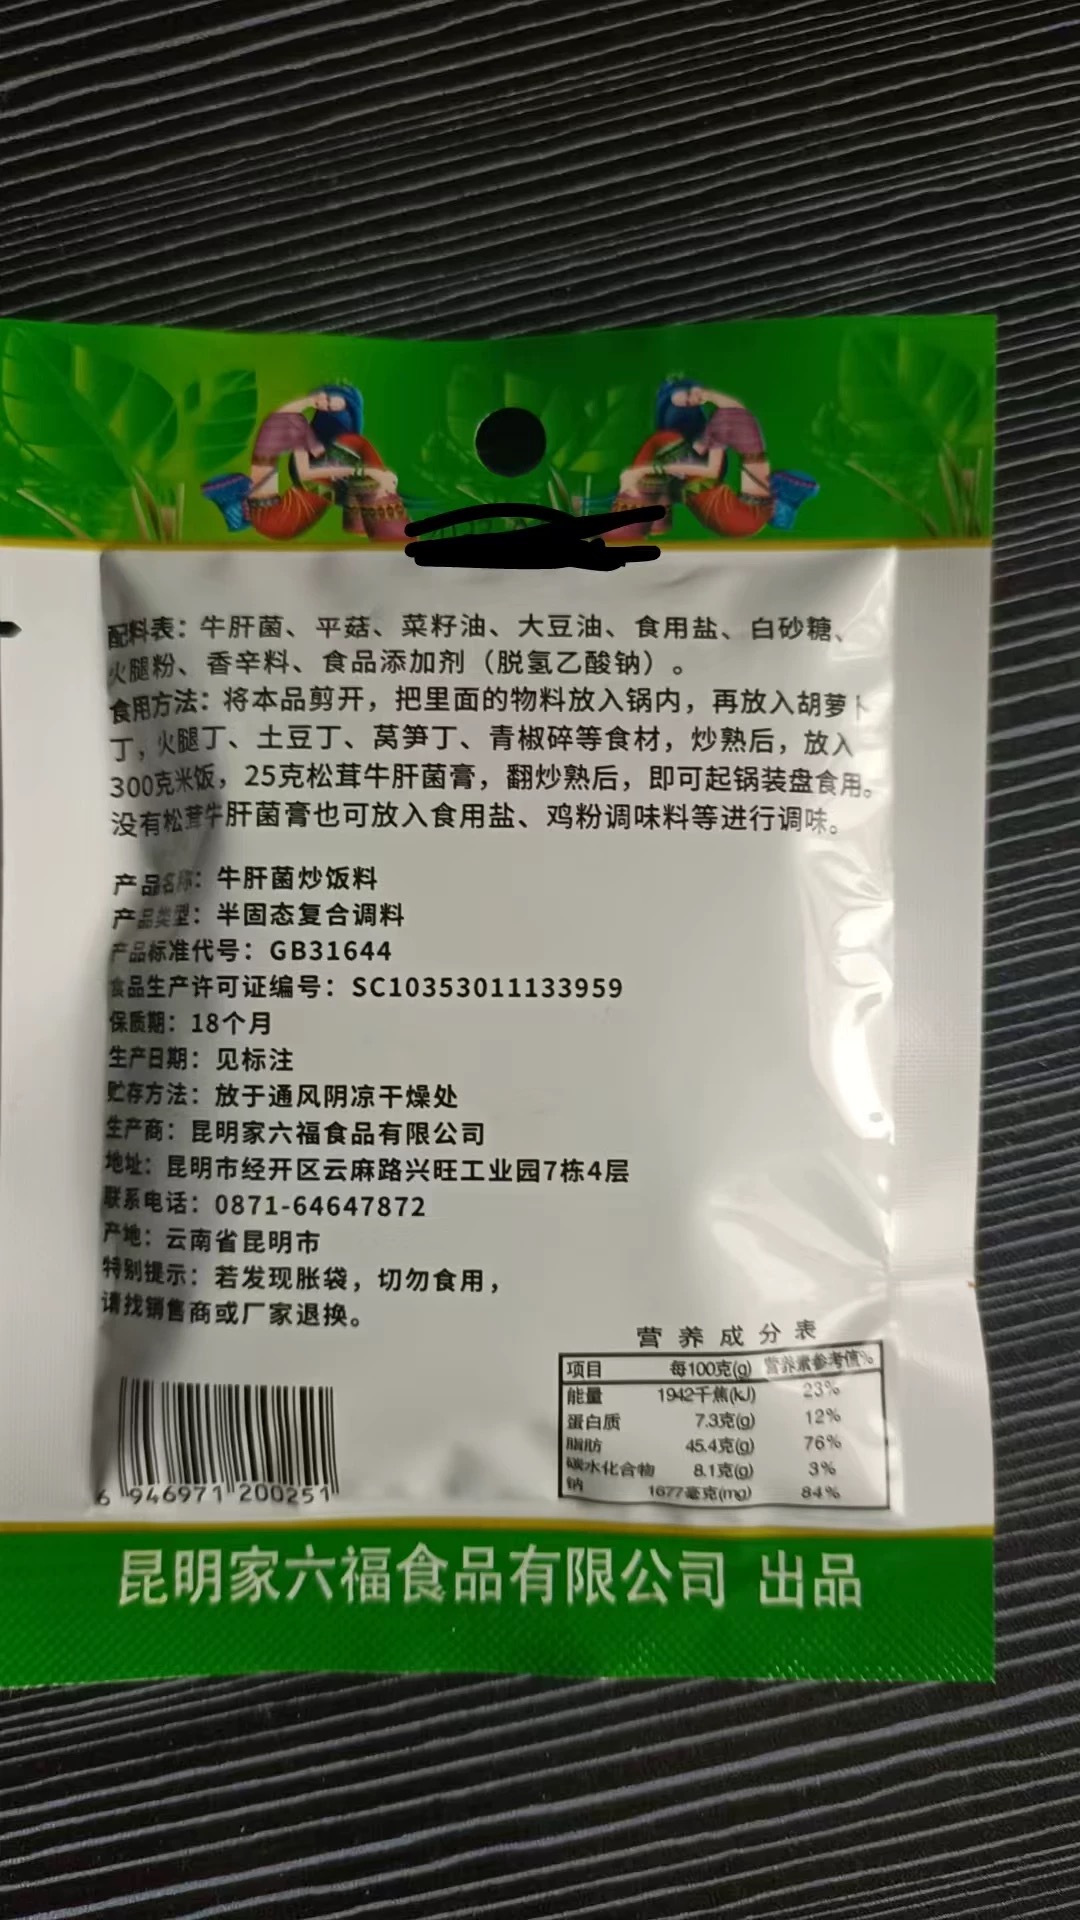 配料表：牛肝菌、平菇、菜籽油、大豆油、食用盐、白砂糖、
火腿粉、香辛料、食品添加剂（脱氢乙酸钠）。
食用方法：将本品剪开，把里面的物料放入锅内，再放入胡萝卜
丁，火腿丁、土豆丁、莴笋丁、青椒碎等食材，炒熟后，放入
300克米饭，25克松茸牛肝菌膏，翻炒熟后，即可起锅装盘食用。
没有松茸牛肝菌膏也可放入食用盐、鸡粉调味料等进行调味。
产品名称：牛肝菌炒饭料
产品类型：半固态复合调料
产品标准代号：GB31644
食品生产许可证编号：SC10353011133959
保质期：18个月
生产日期：见标注
贮存方法：放于通风阴凉干燥处
生产商：昆明家六福食品有限公司
地址：昆明市经开区云麻路兴旺工业园7栋4层
联系电话：0871-64647872
产地：云南省昆明市
特别提示：若发现胀袋，切勿食用，
请找销售商或厂家退换。
营养成分表
项目 每100克(g) 营养素参考值%
能量 1942千焦(kJ) 23%
蛋白质 7.3克(g) 12%
脂肪 45.4克(g) 76%
碳水化合物 8.1克(g) 3%
钠 1677毫克(mg) 84%
6 946971 200251
昆明家六福食品有限公司 出品